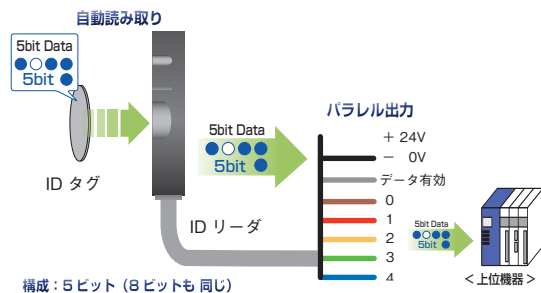 自動読み取り
5bit Data
5bit
ID タグ
5bit Data
5bit
ID リーダ
パラレル出力
+ 24V
− 0V
データ有効
0
1
2
3
4
5bit Data
5bit
<上位機器>
構成：5 ビット（8 ビットも 同じ）